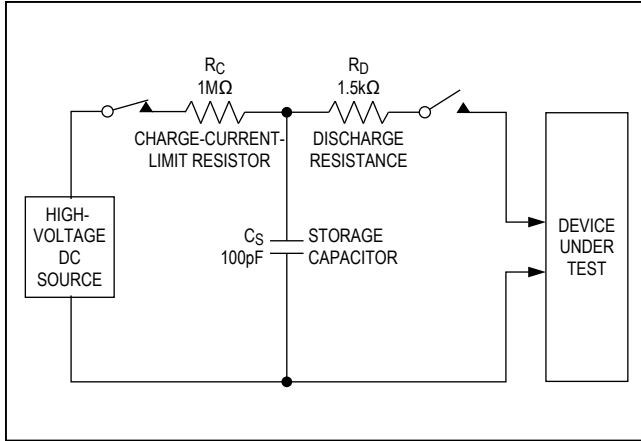 RC
1MΩ
CHARGE-CURRENT-
LIMIT RESISTOR
RD
1.5kΩ
DISCHARGE
RESISTANCE
HIGH-
VOLTAGE
DC
SOURCE
CS
100pF
STORAGE
CAPACITOR
DEVICE
UNDER
TEST